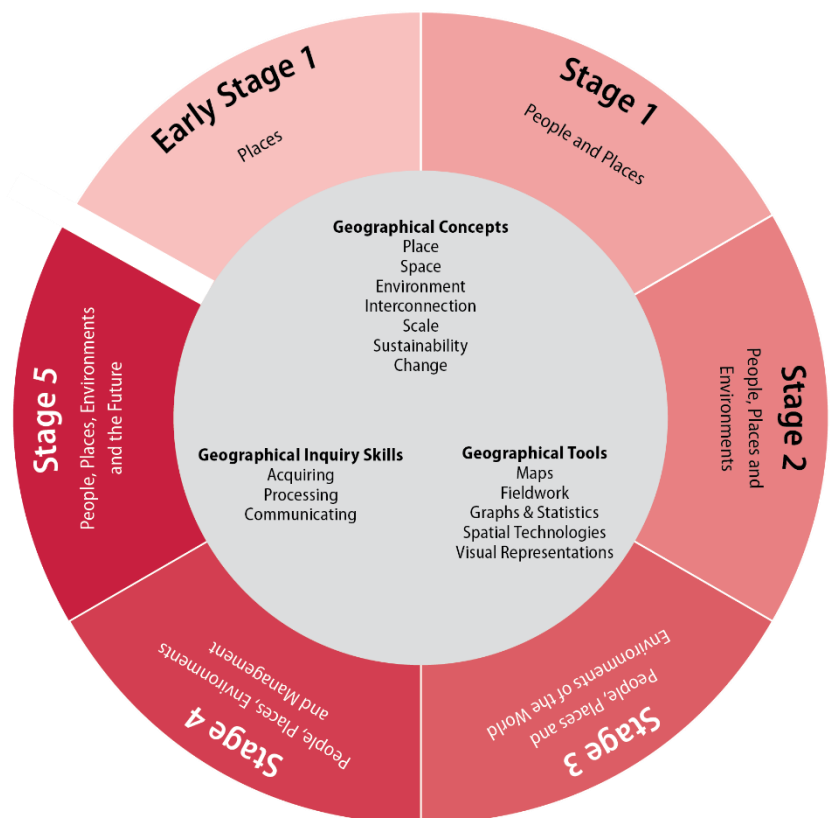 Early Stage 1
Places
Stage 1
People and Places
Stage 2
People, Places and
Environments
Stage 3
People, Places and
Environments of the World
Stage 4
People, Places, Environments
and Management
Stage 5
People, Places, Environments
and the Future
Geographical Concepts
Place
Space
Environment
Interconnection
Scale
Sustainability
Change
Geographical Inquiry Skills
Acquiring
Processing
Communicating
Geographical Tools
Maps
Fieldwork
Graphs & Statistics
Spatial Technologies
Visual Representations